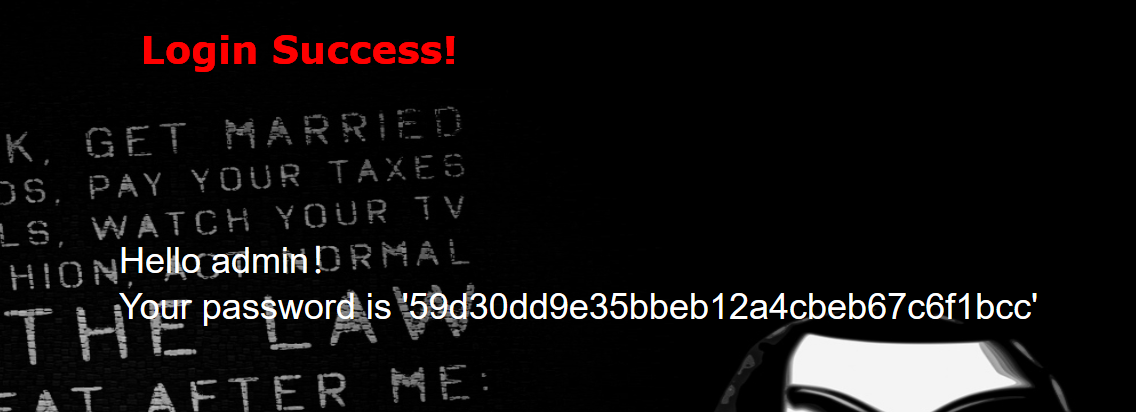 Login Success!
K, GET MARRIED
DS, PAY YOUR TAXES
LS, WATCH YOUR TV
Hello admin！
HION, ACT NORMAL
Your password is '59d30dd9e35bbeb12a4cbeb67c6f1bcc'
THE LAW
EAT AFTER ME: